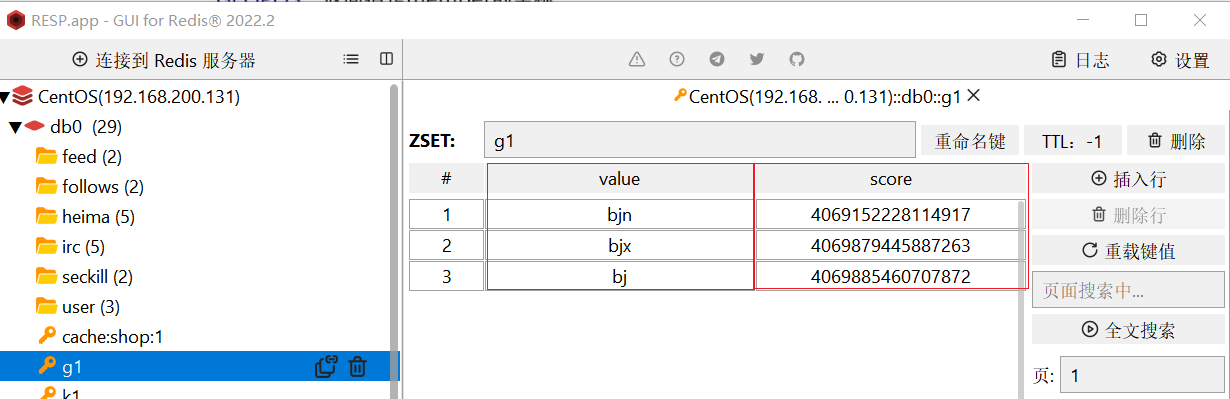 RESP.app - GUI for Redis® 2022.2
连接到 Redis 服务器
日志
设置
CentOS(192.168.200.131)
CentOS(192.168. ... 0.131)::db0::g1
db0 (29)
ZSET:
g1
重命名键
TTL：-1
删除
feed (2)
# value score
插入行
follows (2)
1 bjn 4069152228114917
删除行
heima (5)
2 bjx 4069879445887263
重载键值
irc (5)
3 bj 4069885460707872
seckill (2)
页面搜索中...
user (3)
全文搜索
cache:shop:1
g1
页:
1
k1